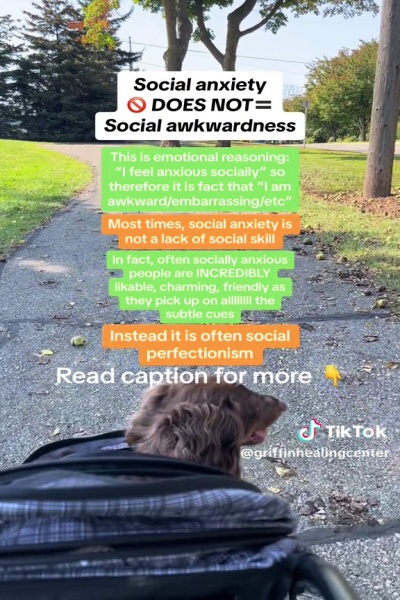 Social anxiety
🚫 DOES NOT=
Social awkwardness
This is emotional reasoning:
"I feel anxious socially" so
therefore it is fact that "I am
awkward/embarrassing/etc"
Most times, social anxiety is
not a lack of social skill
In fact, often socially anxious
people are INCREDIBLY
likable, charming, friendly as
they pick up on allllllll the
subtle cues
Instead it is often social
perfectionism
Read caption for more 👇
TikTok
@griffinhealingcenter